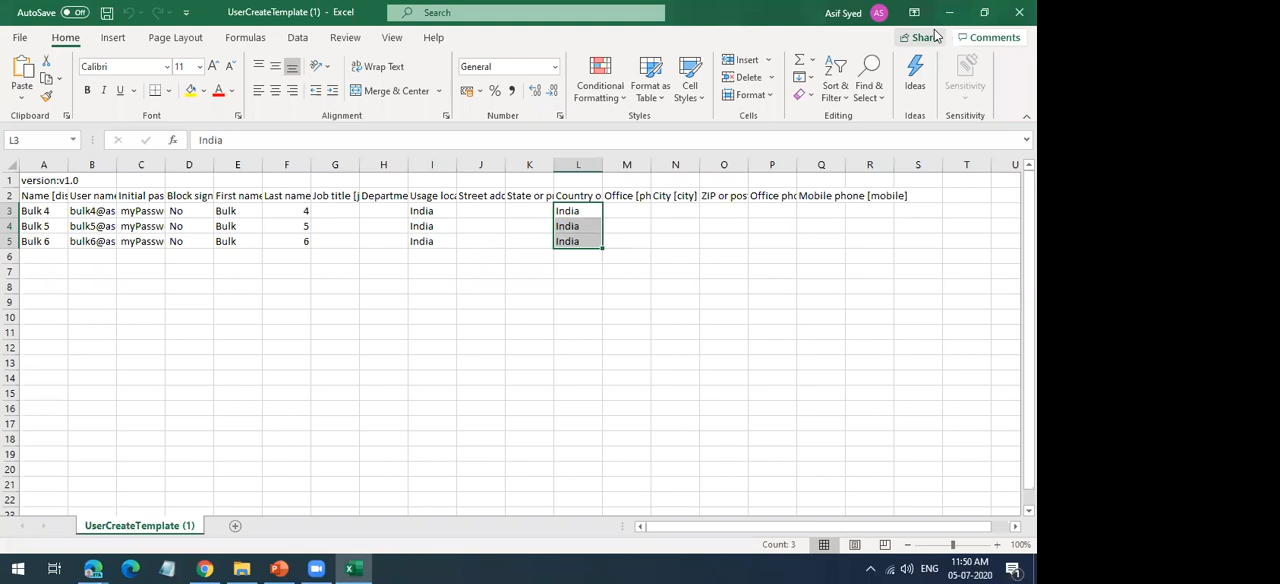 AutoSave Off UserCreateTemplate (1) - Excel Search Asif Syed AS
File Home Insert Page Layout Formulas Data Review View Help Share Comments
Paste Calibri 11 A A Wrap Text General Conditional Formatting Format as Table Cell Styles Insert Delete Format Sort & Filter Find & Select Ideas Sensitivity
B I U A Merge & Center % ,
Clipboard Font Alignment Number Styles Cells Editing Ideas Sensitivity
L3 fx India
A B C D E F G H I J K L M N O P Q R S T U
1 version:v1.0
2 Name [dis User nam Initial pas Block sign First name Last name Job title [j Departme Usage loca Street add State or p Country o Office [ph City [city] ZIP or pos Office pho Mobile phone [mobile]
3 Bulk 4 bulk4@as myPassw No Bulk 4 India India
4 Bulk 5 bulk5@as myPassw No Bulk 5 India India
5 Bulk 6 bulk6@as myPassw No Bulk 6 India India
6
7
8
9
10
11
12
13
14
15
16
17
18
19
20
21
22
23
UserCreateTemplate (1)
Count: 3 100%
ENG 11:50 AM
05-07-2020 1